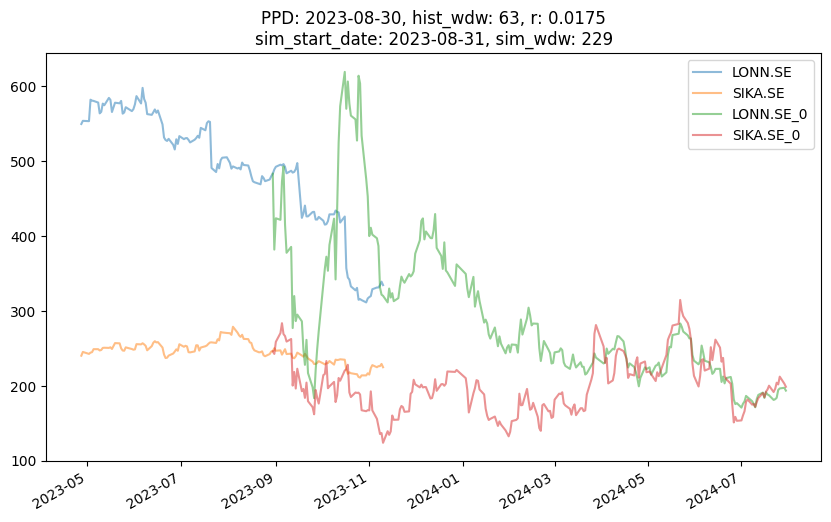 PPD: 2023-08-30, hist_wdw: 63, r: 0.0175
sim_start_date: 2023-08-31, sim_wdw: 229
LONN.SE
SIKA.SE
LONN.SE_0
SIKA.SE_0
600
500
400
300
200
100
2023-05
2023-07
2023-09
2023-11
2024-01
2024-03
2024-05
2024-07